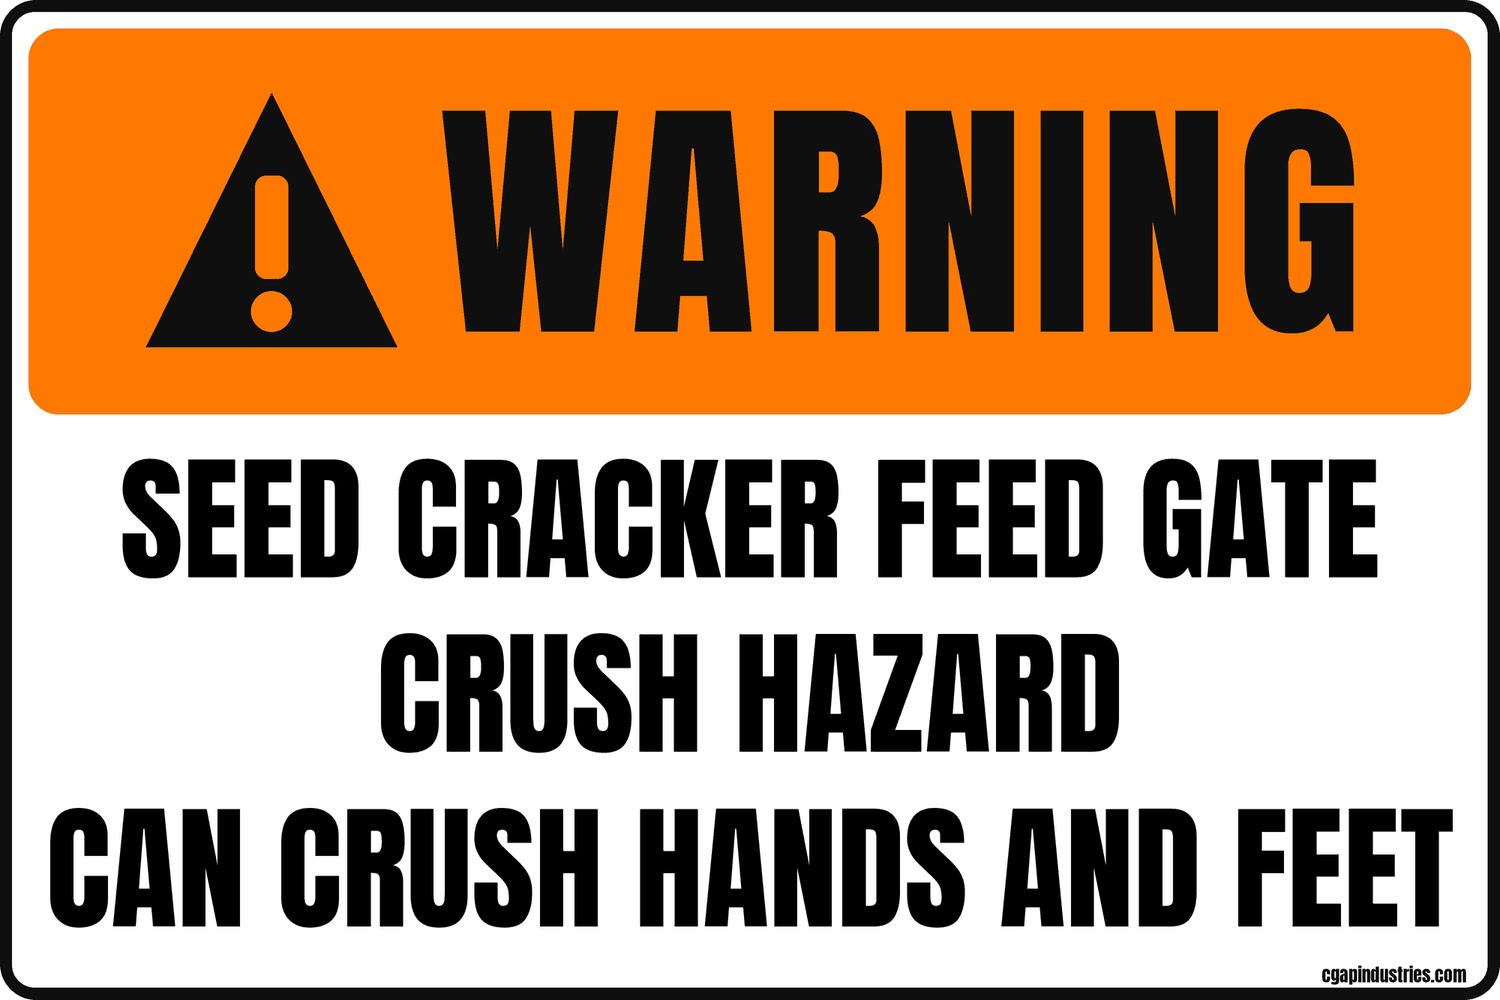 WARNING
SEED CRACKER FEED GATE
CRUSH HAZARD
CAN CRUSH HANDS AND FEET
cgapindustries.com